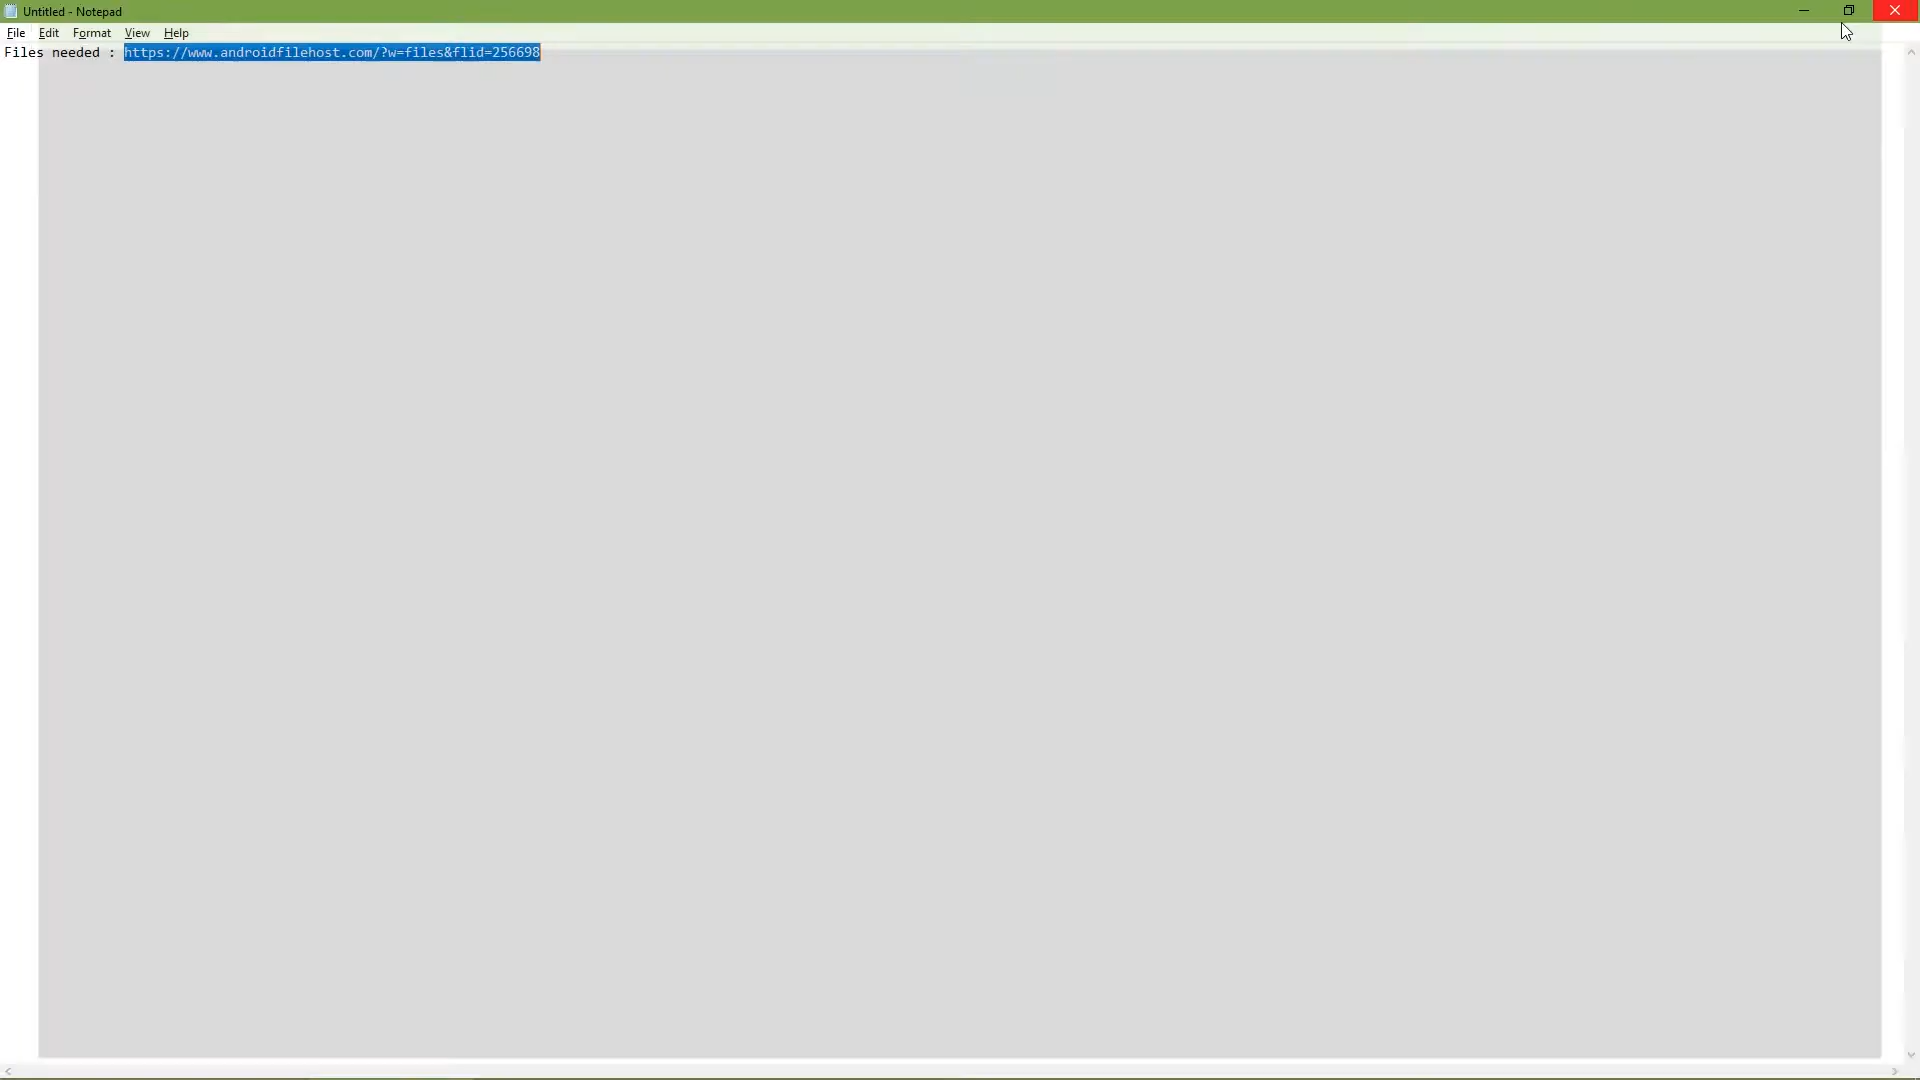 Untitled - Notepad
File Edit Format View Help
Files needed : https://www.androidfilehost.com/?w=files&flid=256698